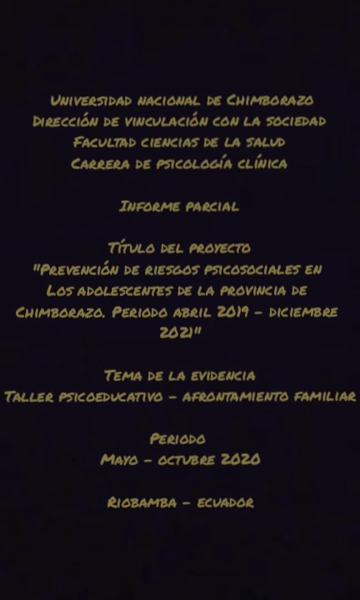 Universidad nacional de Chimborazo
Dirección de vinculación con la sociedad
Facultad ciencias de la salud
Carrera de psicología clínica
Informe parcial
Título del proyecto
"Prevención de riesgos psicosociales en
Los adolescentes de la provincia de
Chimborazo. Periodo abril 2019 - diciembre
2021"
Tema de la evidencia
Taller psicoeducativo - afrontamiento familiar
Periodo
Mayo - octubre 2020
Riobamba - ecuador